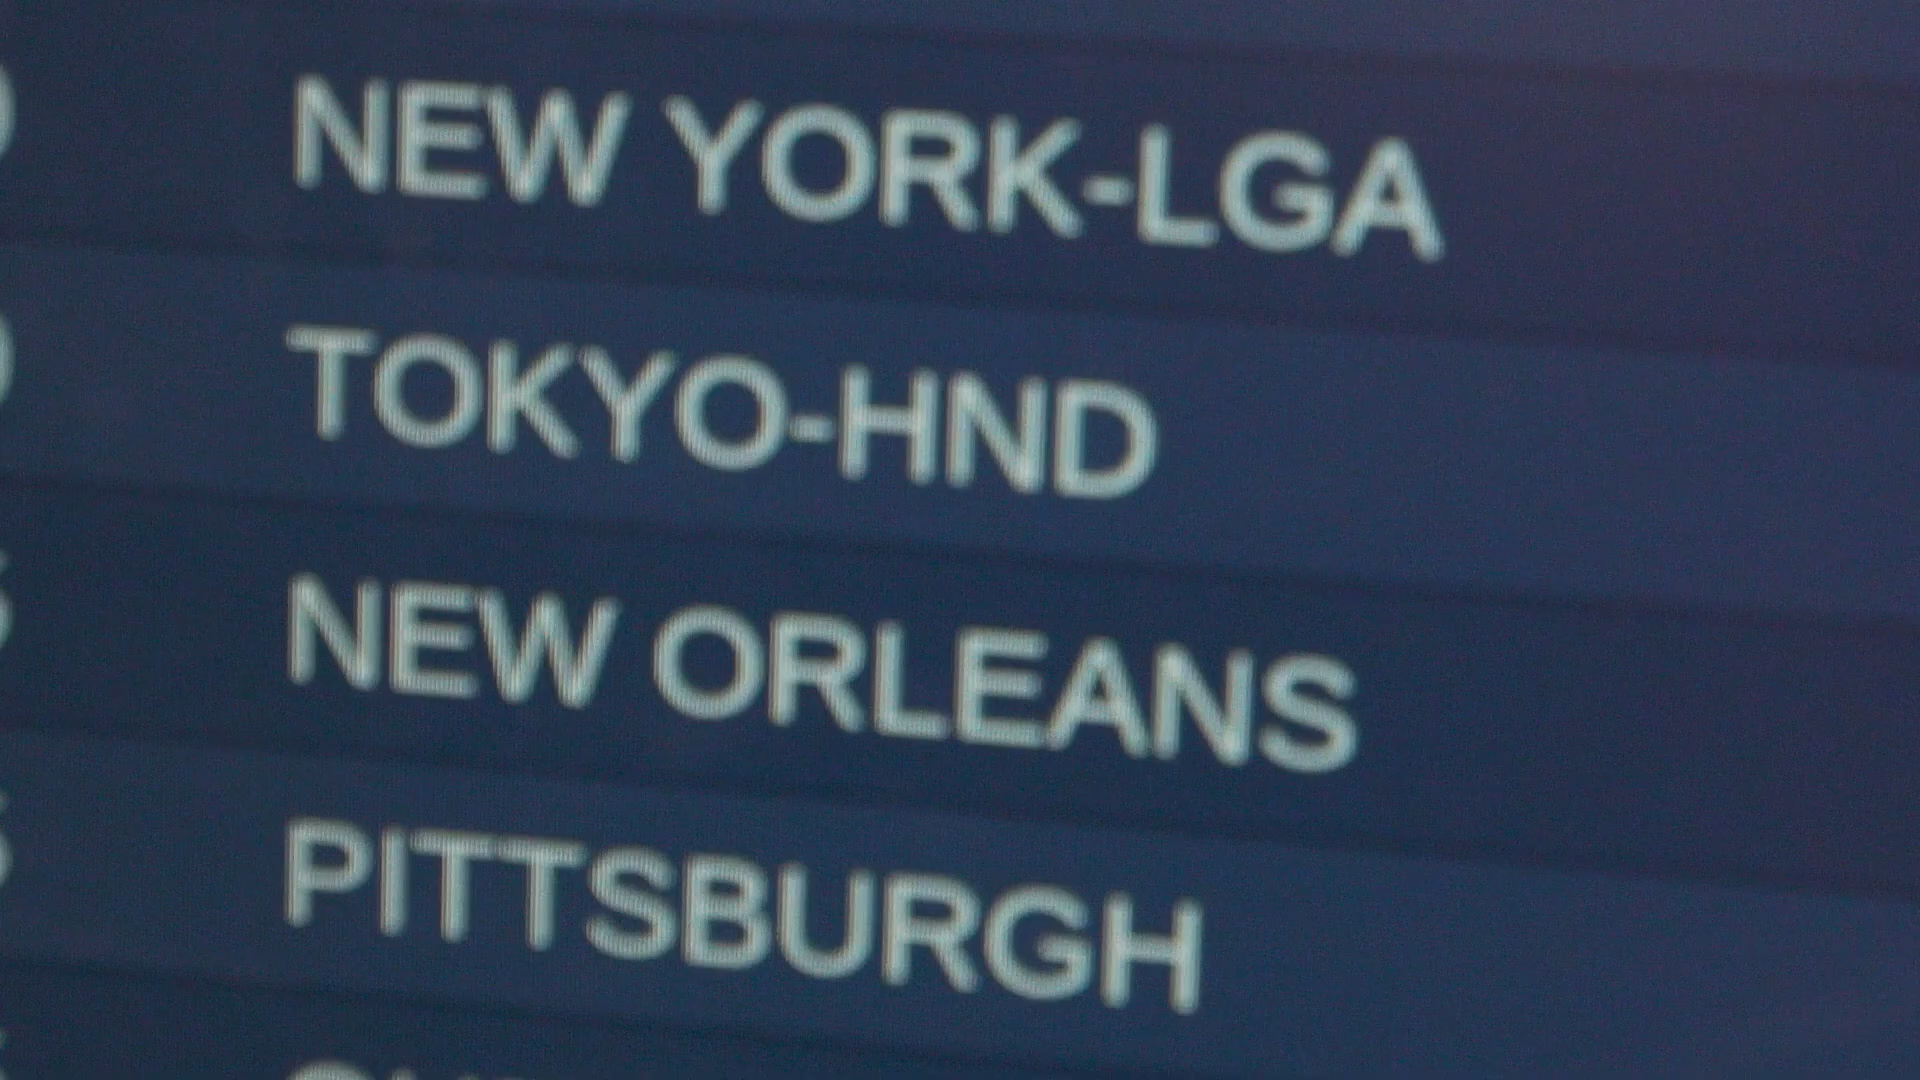 NEW YORK-LGA
TOKYO-HND
NEW ORLEANS
PITTSBURGH